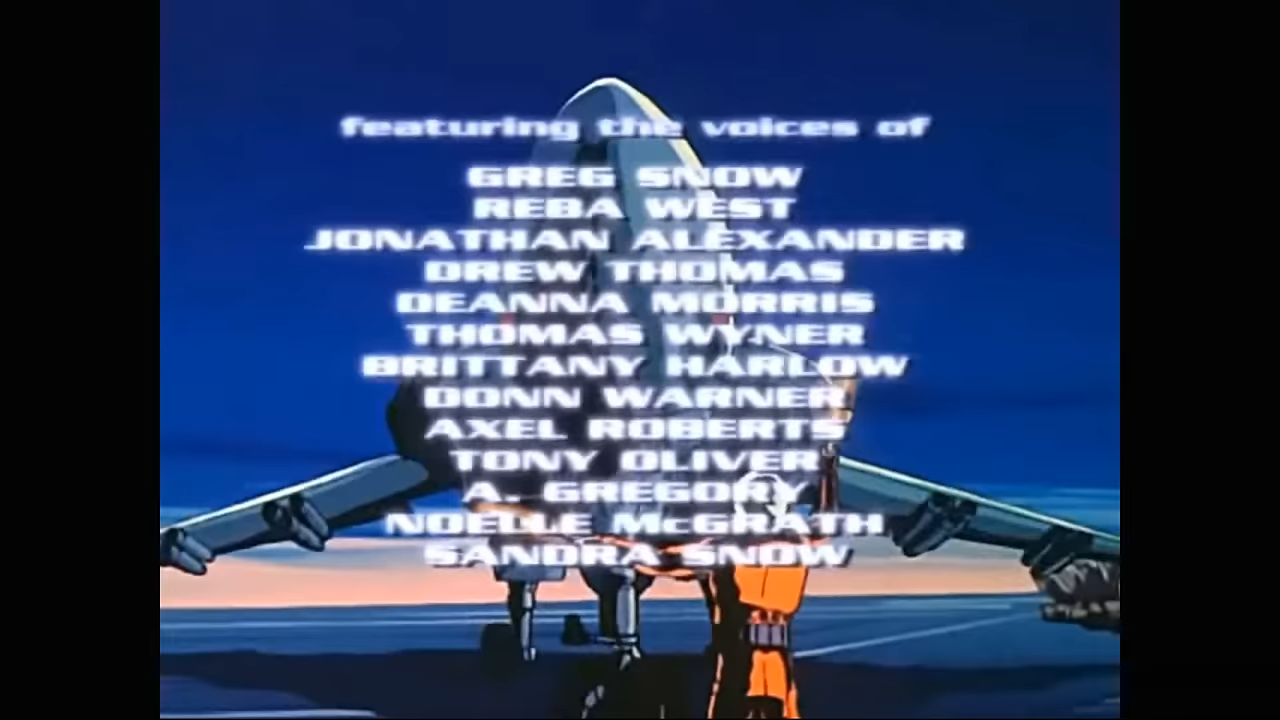 featuring the voices of
GREG SNOW
REBA WEST
JONATHAN ALEXANDER
DREW THOMAS
DEANNA MORRIS
THOMAS WYNER
BRITTANY HARLOW
DONN WARNER
AXEL ROBERTS
TONY OLIVER
A. GREGORY
NOELLE McGRATH
SANDRA SNOW